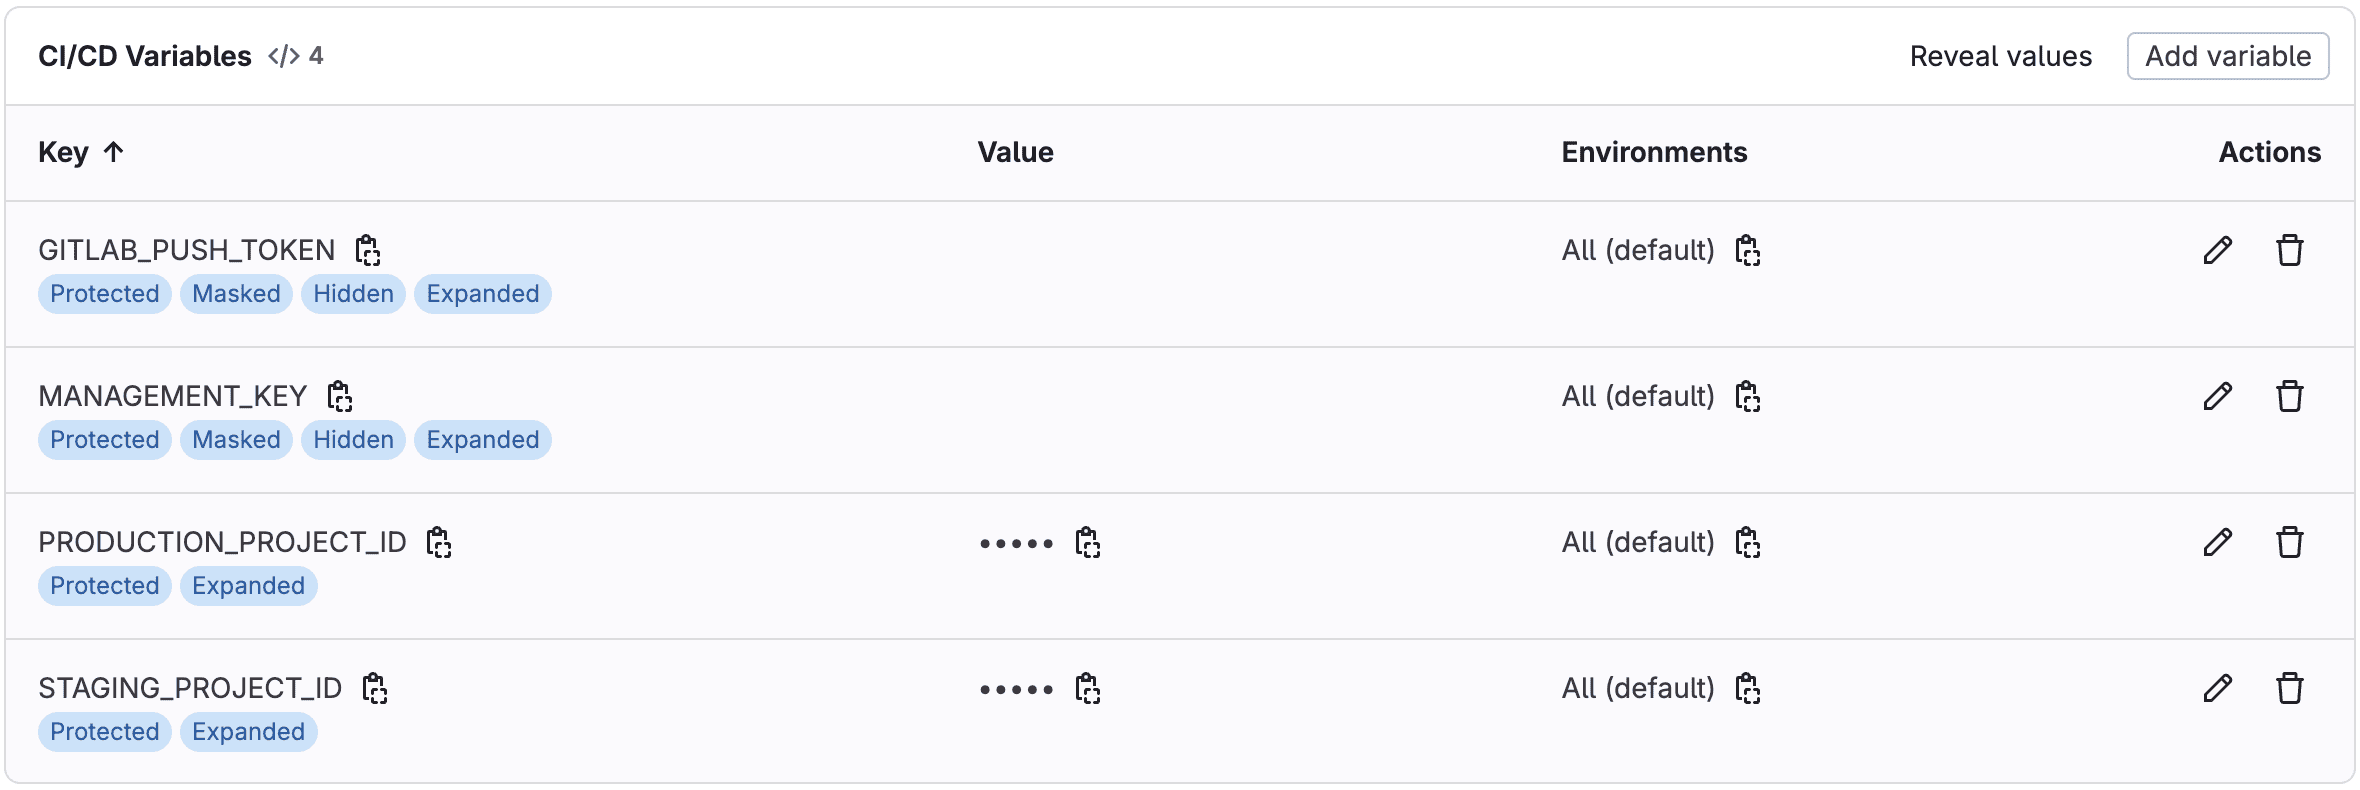 CI/CD Variables </> 4 Reveal values Add variable
Key ↑ Value Environments Actions
GITLAB_PUSH_TOKEN All (default)
Protected Masked Hidden Expanded
MANAGEMENT_KEY All (default)
Protected Masked Hidden Expanded
PRODUCTION_PROJECT_ID ••••• All (default)
Protected Expanded
STAGING_PROJECT_ID ••••• All (default)
Protected Expanded